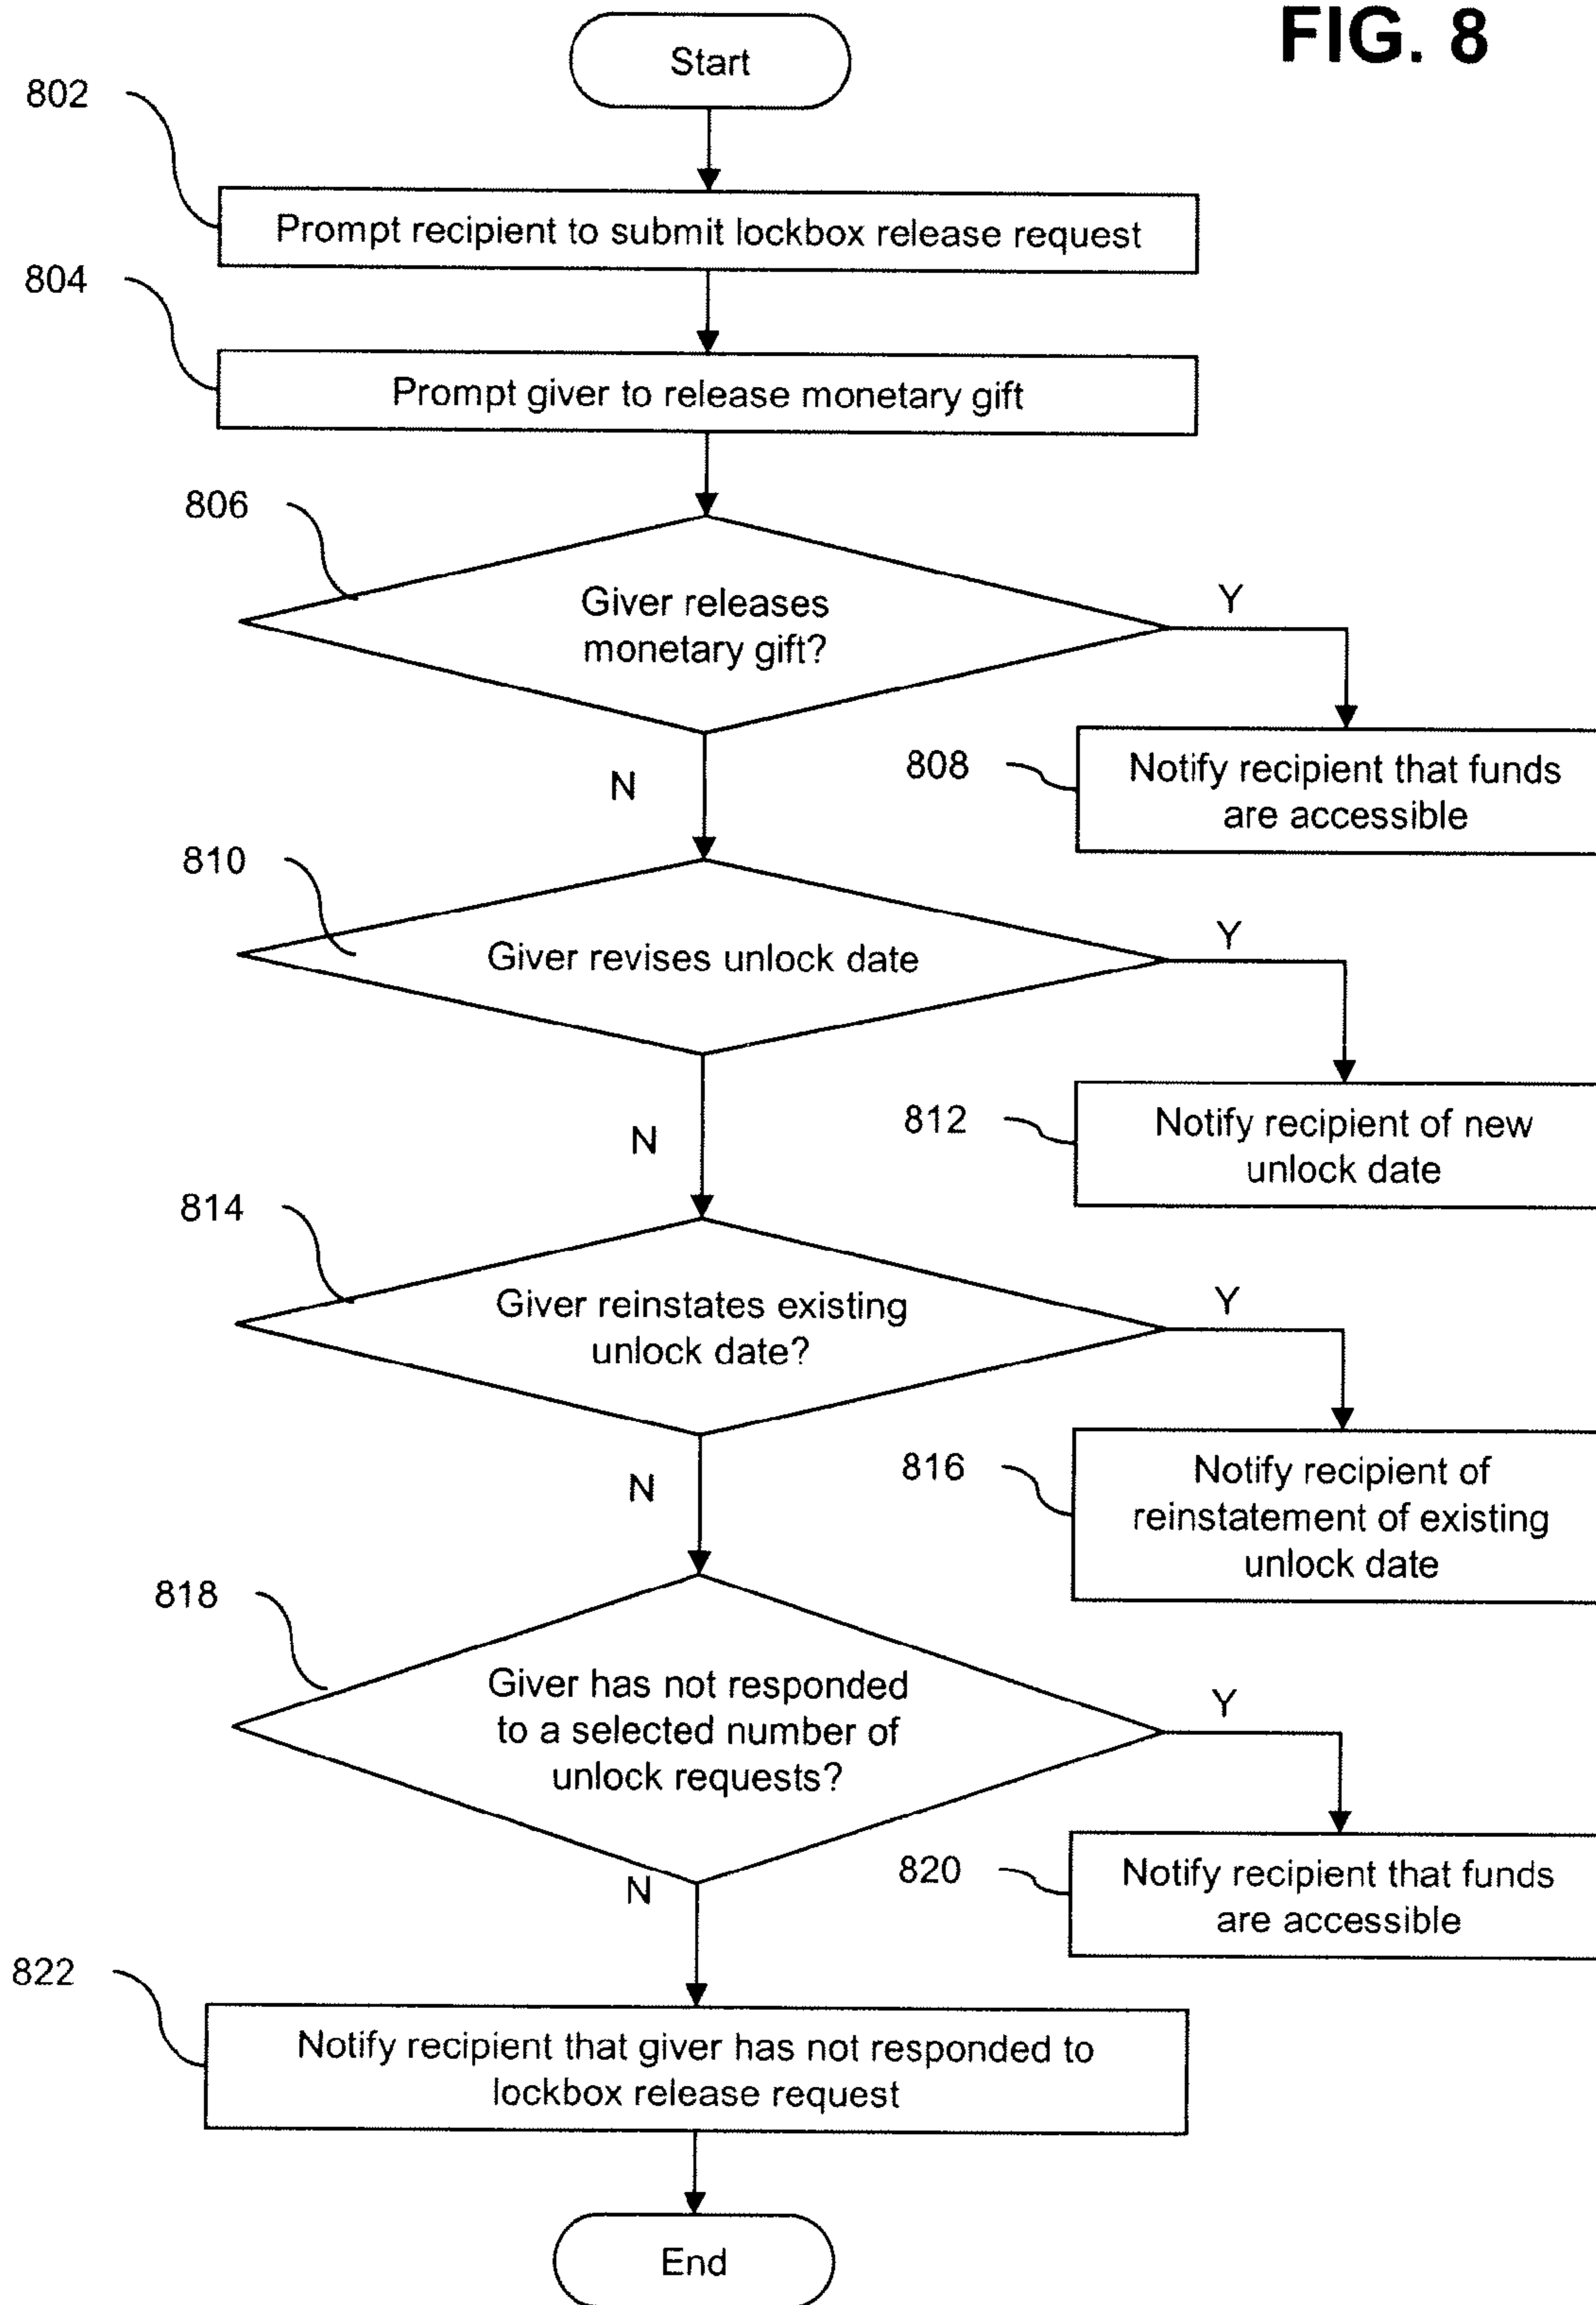 FIG. 8
Start
802
Prompt recipient to submit lockbox release request
804
Prompt giver to release monetary gift
806
Giver releases
monetary gift?
Y
N
808
Notify recipient that funds
are accessible
810
Giver revises unlock date
Y
N
812
Notify recipient of new
unlock date
814
Giver reinstates existing
unlock date?
Y
N
816
Notify recipient of
reinstatement of existing
unlock date
818
Giver has not responded
to a selected number of
unlock requests?
Y
N
820
Notify recipient that funds
are accessible
822
Notify recipient that giver has not responded to
lockbox release request
End